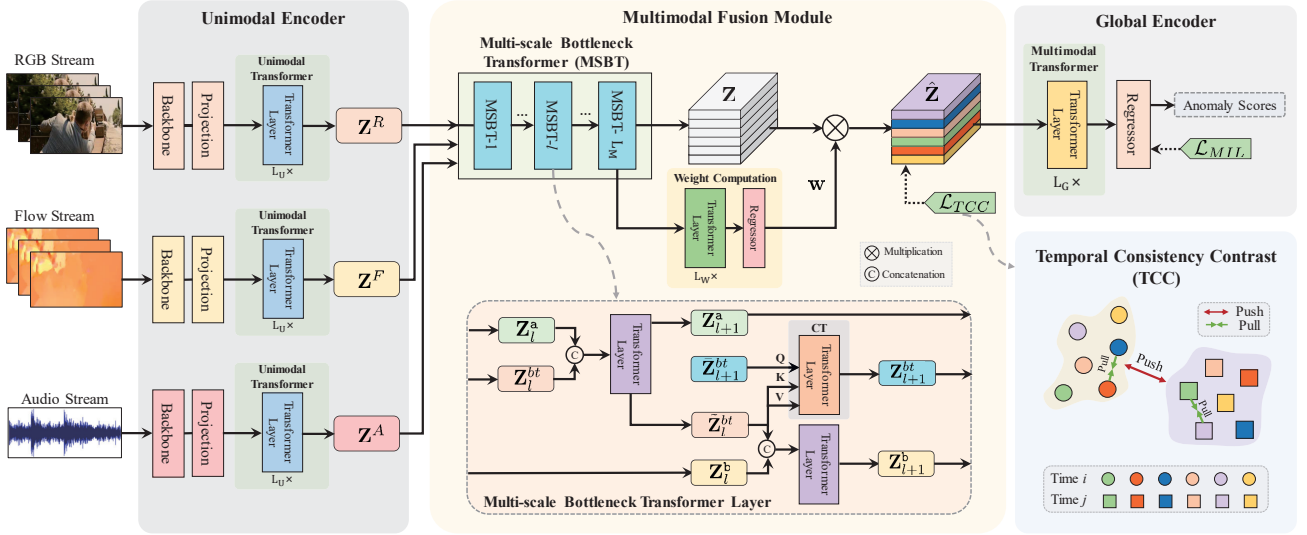 Unimodal Encoder
RGB Stream
Backbone
Projection
Unimodal
Transformer
Transformer
Layer
L_U ×
Z^R
Flow Stream
Backbone
Projection
Unimodal
Transformer
Transformer
Layer
L_U ×
Z^F
Audio Stream
Backbone
Projection
Unimodal
Transformer
Transformer
Layer
L_U ×
Z^A
Multimodal Fusion Module
Multi-scale Bottleneck
Transformer (MSBT)
MSBT-1
...
MSBT-l
...
MSBT- L_M
Z
Ẑ
Weight Computation
Transformer
Layer
Regressor
L_W ×
w
L_TCC
Multiplication
C Concatenation
Z_l^a
Z_l^{bt}
C
Transformer
Layer
Z_{l+1}^a
Z̄_{l+1}^{bt}
Z̃_l^{bt}
Q
K
V
CT
Transformer
Layer
Z_{l+1}^{bt}
Z_l^b
C
Transformer
Layer
Z_{l+1}^b
Multi-scale Bottleneck Transformer Layer
Global Encoder
Multimodal
Transformer
Transformer
Layer
L_G ×
Regressor
Anomaly Scores
L_MIL
Temporal Consistency Contrast
(TCC)
Push
Pull
Pull
Push
Pull
Time i
Time j